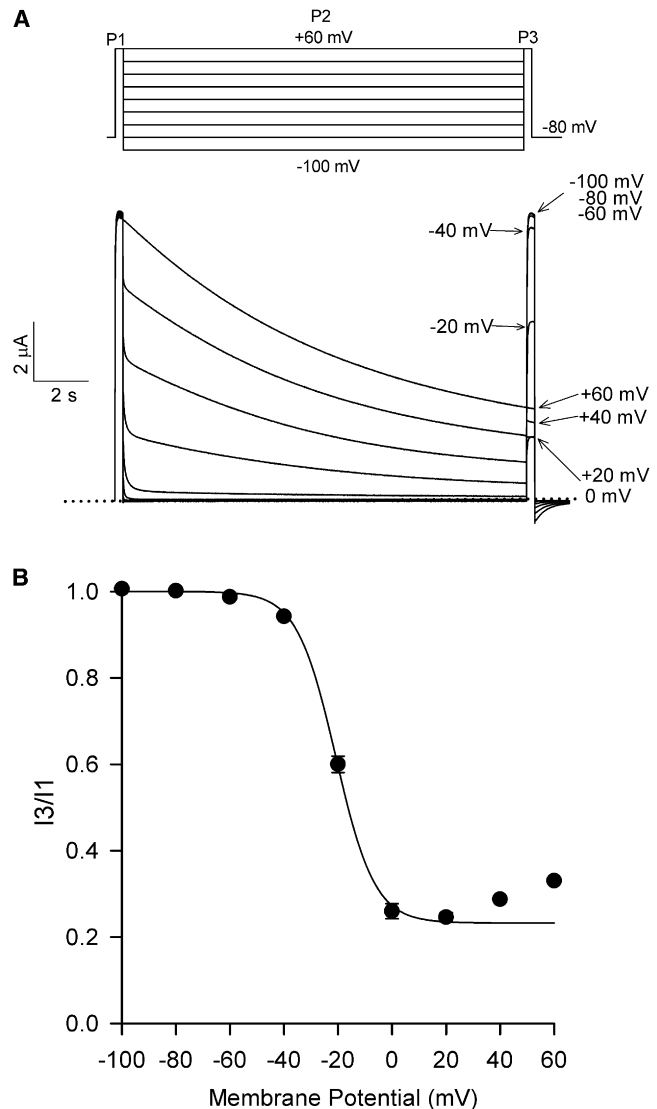 A
P2
P1
+60 mV
P3
-80 mV
-100 mV
-100 mV
-80 mV
-60 mV
-40 mV
-20 mV
2 µA
2 s
+60 mV
+40 mV
+20 mV
0 mV
B
1.0
0.8
0.6
0.4
0.2
0.0
I3/I1
-100 -80 -60 -40 -20 0 20 40 60
Membrane Potential (mV)